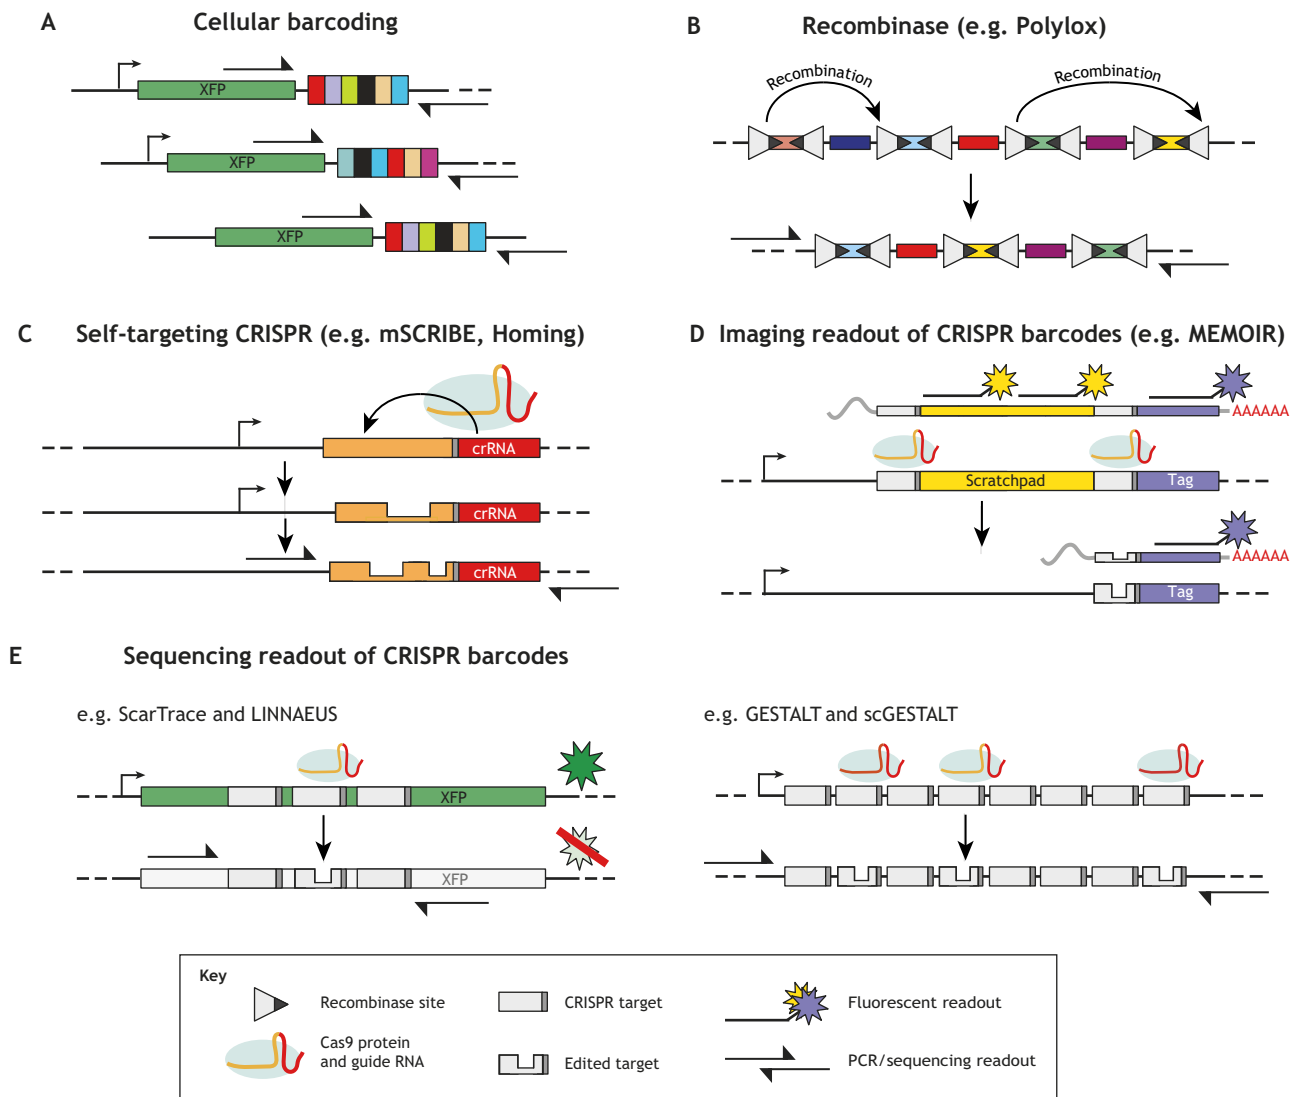 A
Cellular barcoding
XFP
XFP
XFP
B
Recombinase (e.g. Polylox)
Recombination
Recombination
C
Self-targeting CRISPR (e.g. mSCRIBE, Homing)
crRNA
crRNA
crRNA
D
Imaging readout of CRISPR barcodes (e.g. MEMOIR)
AAAAAA
Scratchpad
Tag
AAAAAA
Tag
E
Sequencing readout of CRISPR barcodes
e.g. ScarTrace and LINNAEUS
XFP
XFP
e.g. GESTALT and scGESTALT
Key
Recombinase site
CRISPR target
Fluorescent readout
Cas9 protein
and guide RNA
Edited target
PCR/sequencing readout